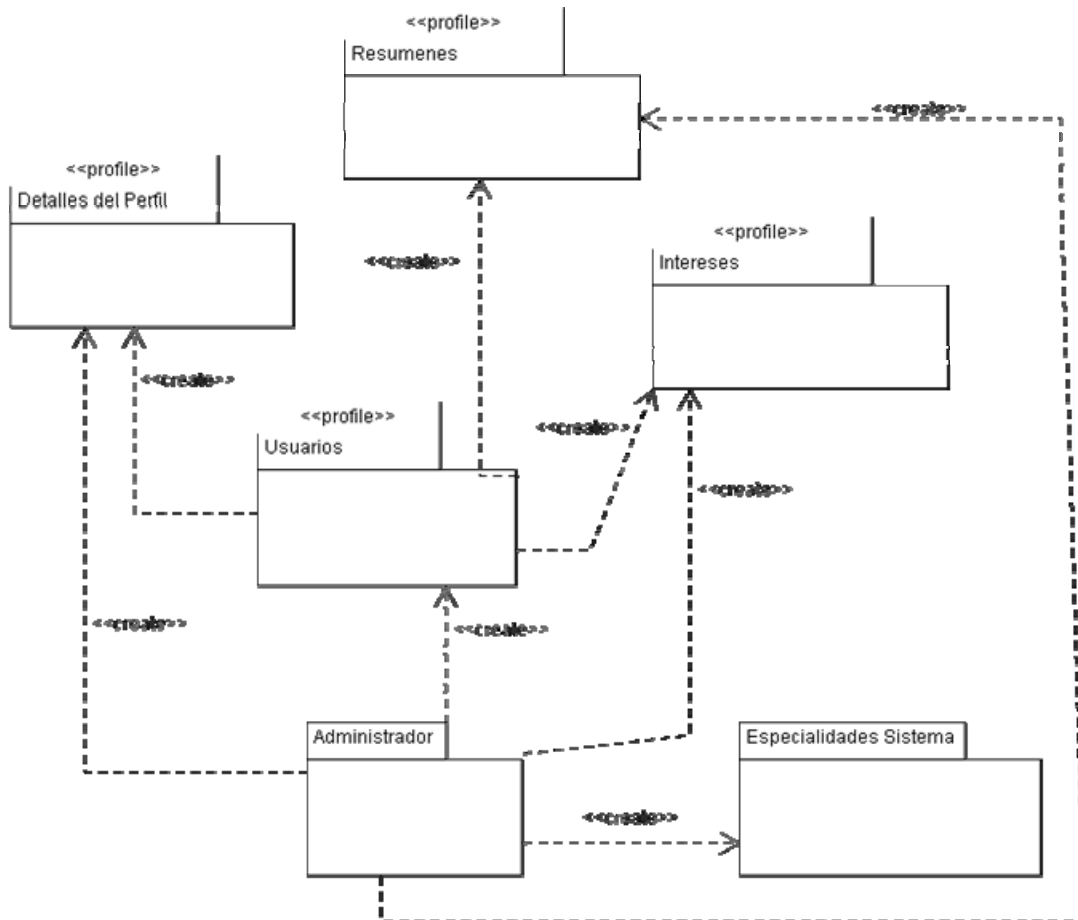 <<profile>>
Resumenes
<<create>>
<<profile>>
Detalles del Perfil
<<profile>>
Intereses
<<create>>
<<create>>
<<profile>>
Usuarios
<<create>>
<<create>>
<<create>>
<<create>>
Administrador
Especialidades Sistema
<<create>>